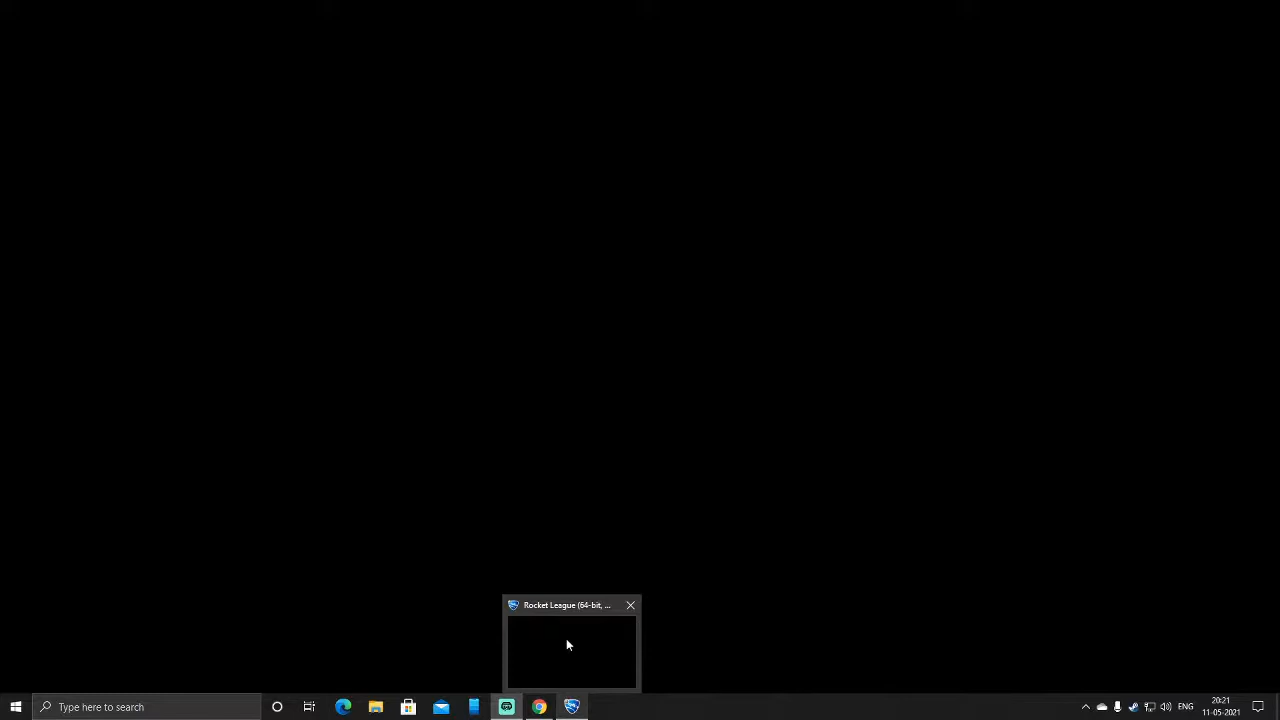 Rocket League (64-bit, ...
Type here to search
ENG
20:21
11-05-2021